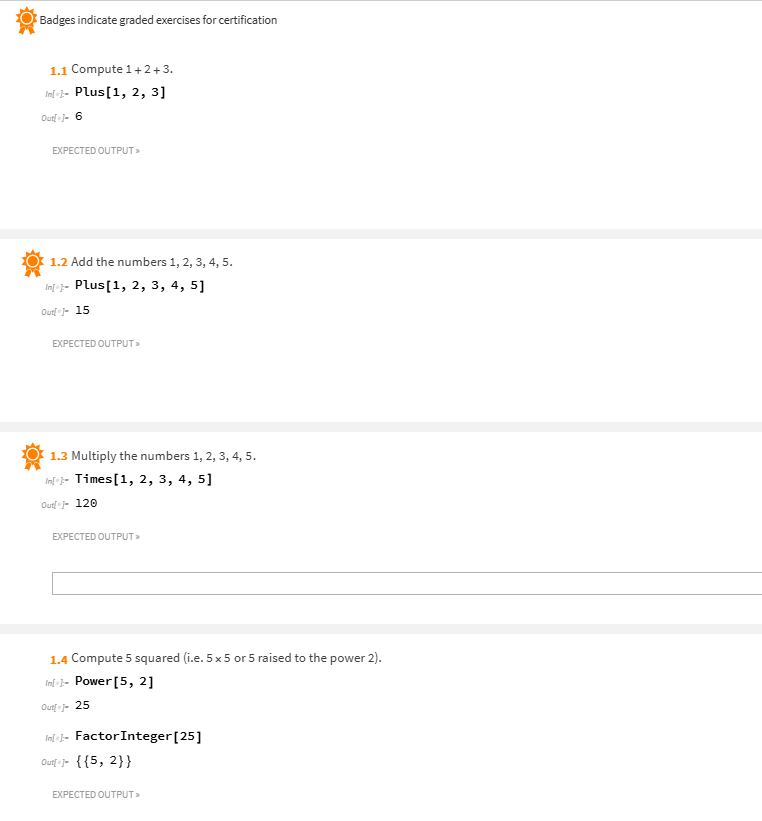 Badges indicate graded exercises for certification
1.1 Compute 1 + 2 + 3.
In[•]:= Plus[1, 2, 3]
Out[•]= 6
EXPECTED OUTPUT »
1.2 Add the numbers 1, 2, 3, 4, 5.
In[•]:= Plus[1, 2, 3, 4, 5]
Out[•]= 15
EXPECTED OUTPUT »
1.3 Multiply the numbers 1, 2, 3, 4, 5.
In[•]:= Times[1, 2, 3, 4, 5]
Out[•]= 120
EXPECTED OUTPUT »
1.4 Compute 5 squared (i.e. 5 × 5 or 5 raised to the power 2).
In[•]:= Power[5, 2]
Out[•]= 25
In[•]:= FactorInteger[25]
Out[•]= {{5, 2}}
EXPECTED OUTPUT »